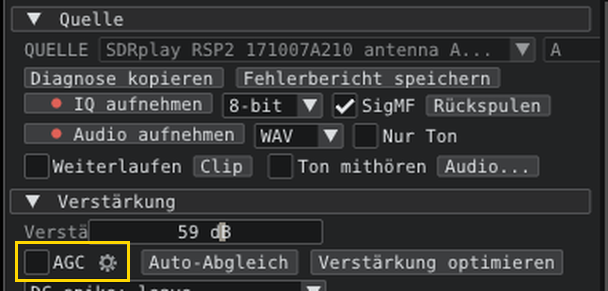 ▼ Quelle
QUELLE SDRplay RSP2 171007A210 antenna A... ▼ A
Diagnose kopieren Fehlerbericht speichern
IQ aufnehmen 8-bit ▼ SigMF Rückspulen
Audio aufnehmen WAV ▼ Nur Ton
Weiterlaufen Clip Ton mithören Audio...
▼ Verstärkung
Verstä 59 dB
AGC Auto-Abgleich Verstärkung optimieren